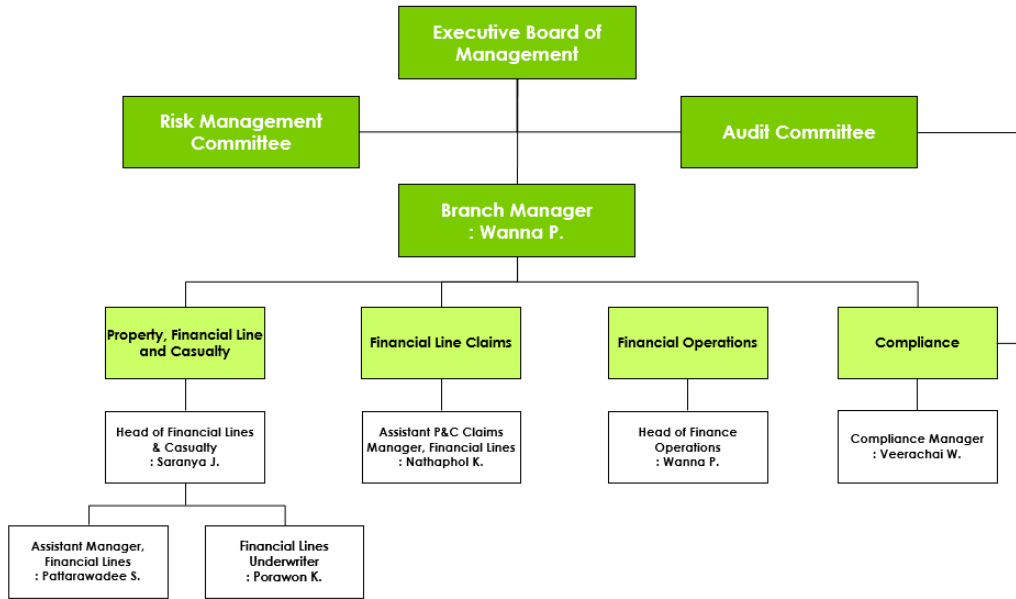 Executive Board of
Management
Risk Management
Committee
Audit Committee
Branch Manager
: Wanna P.
Property, Financial Line
and Casualty
Financial Line Claims
Financial Operations
Compliance
Head of Financial Lines
& Casualty
: Saranya J.
Assistant P&C Claims
Manager, Financial Lines
: Nathaphol K.
Head of Finance
Operations
: Wanna P.
Compliance Manager
: Veerachai W.
Assistant Manager,
Financial Lines
: Pattarawadee S.
Financial Lines
Underwriter
: Porawon K.